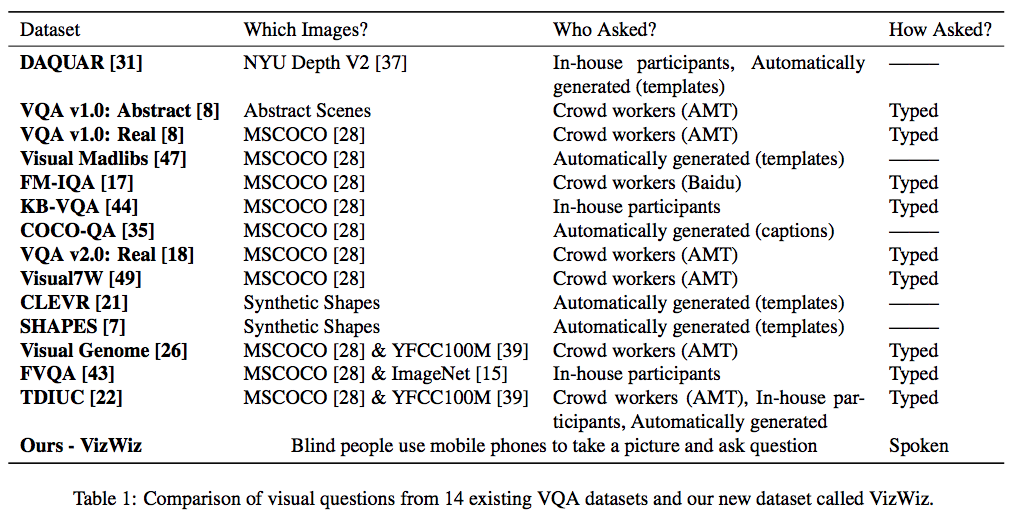 Dataset Which Images? Who Asked? How Asked?
DAQUAR [31] NYU Depth V2 [37] In-house participants, Automatically ——
generated (templates)
VQA v1.0: Abstract [8] Abstract Scenes Crowd workers (AMT) Typed
VQA v1.0: Real [8] MSCOCO [28] Crowd workers (AMT) Typed
Visual Madlibs [47] MSCOCO [28] Automatically generated (templates) ——
FM-IQA [17] MSCOCO [28] Crowd workers (Baidu) Typed
KB-VQA [44] MSCOCO [28] In-house participants Typed
COCO-QA [35] MSCOCO [28] Automatically generated (captions) ——
VQA v2.0: Real [18] MSCOCO [28] Crowd workers (AMT) Typed
Visual7W [49] MSCOCO [28] Crowd workers (AMT) Typed
CLEVR [21] Synthetic Shapes Automatically generated (templates) ——
SHAPES [7] Synthetic Shapes Automatically generated (templates) ——
Visual Genome [26] MSCOCO [28] & YFCC100M [39] Crowd workers (AMT) Typed
FVQA [43] MSCOCO [28] & ImageNet [15] In-house participants Typed
TDIUC [22] MSCOCO [28] & YFCC100M [39] Crowd workers (AMT), In-house par- Typed
ticipants, Automatically generated
Ours - VizWiz Blind people use mobile phones to take a picture and ask question Spoken
Table 1: Comparison of visual questions from 14 existing VQA datasets and our new dataset called VizWiz.